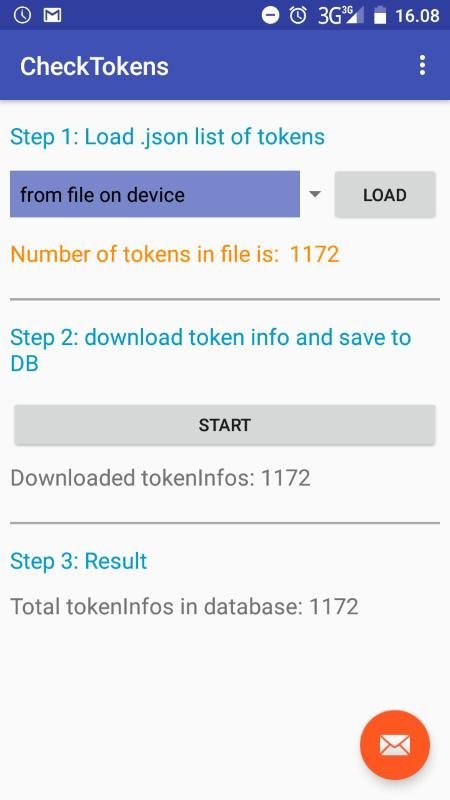 3G 3G 16.08
CheckTokens
Step 1: Load .json list of tokens
from file on device
LOAD
Number of tokens in file is: 1172
Step 2: download token info and save to
DB
START
Downloaded tokenInfos: 1172
Step 3: Result
Total tokenInfos in database: 1172